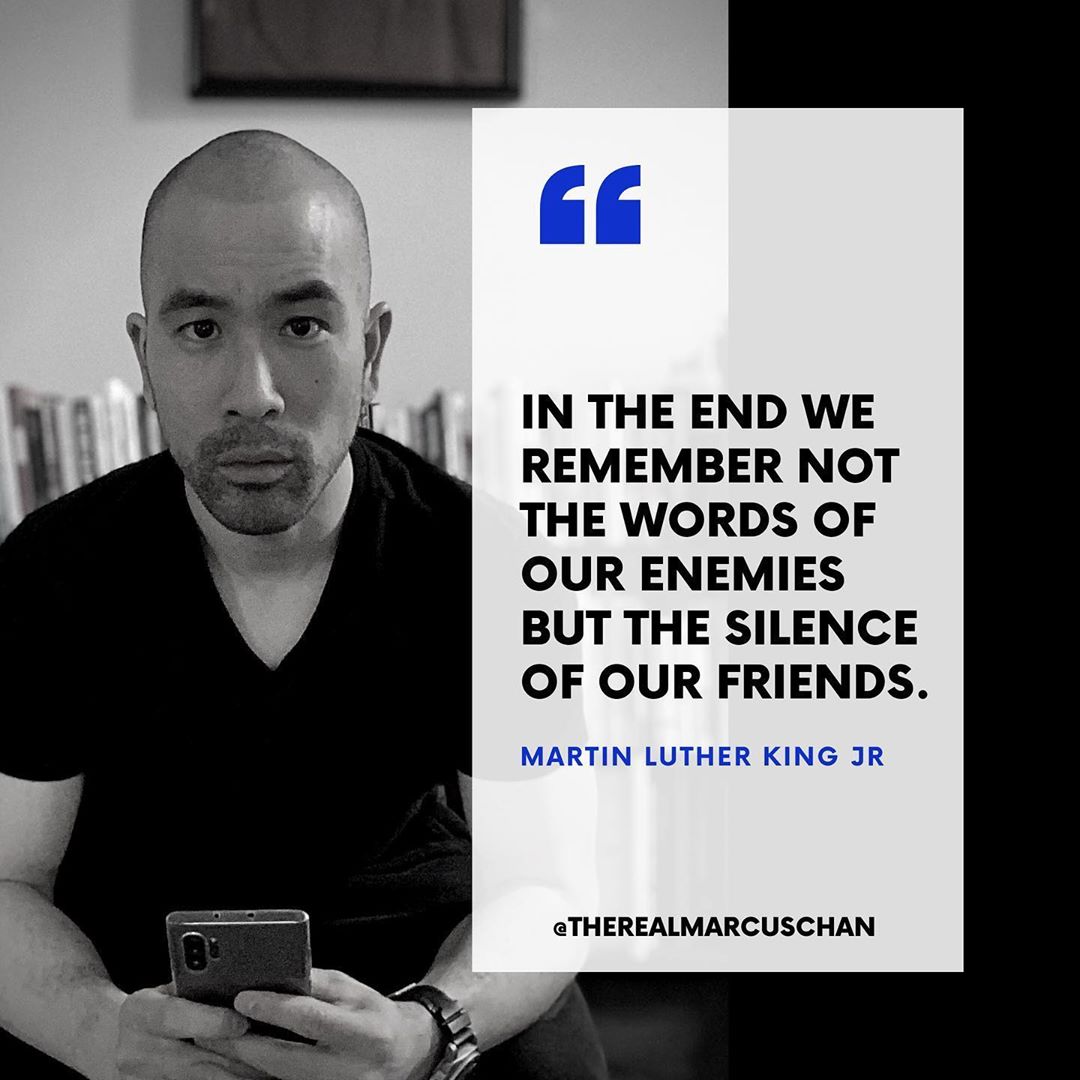 “
IN THE END WE
REMEMBER NOT
THE WORDS OF
OUR ENEMIES
BUT THE SILENCE
OF OUR FRIENDS.
MARTIN LUTHER KING JR
@THEREALMARCUSCHAN